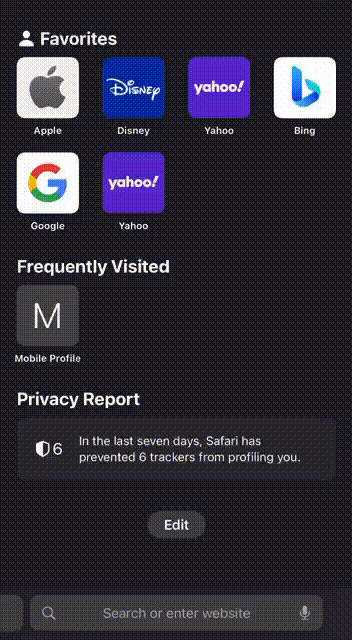 Favorites
Disney yahoo!
Apple Disney Yahoo Bing
G yahoo!
Google Yahoo
Frequently Visited
M
Mobile Profile
Privacy Report
6 In the last seven days, Safari has
prevented 6 trackers from profiling you.
Edit
Search or enter website